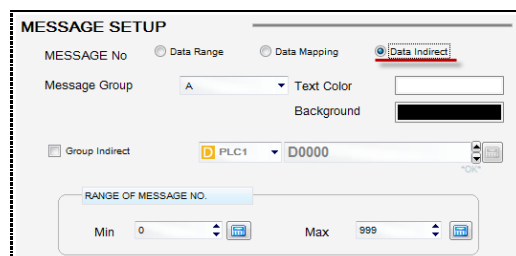 MESSAGE SETUP
MESSAGE No Data Range Data Mapping Data Indirect
Message Group A Text Color
Background
Group Indirect D PLC1 D0000
*OK*
RANGE OF MESSAGE NO.
Min 0 Max 999